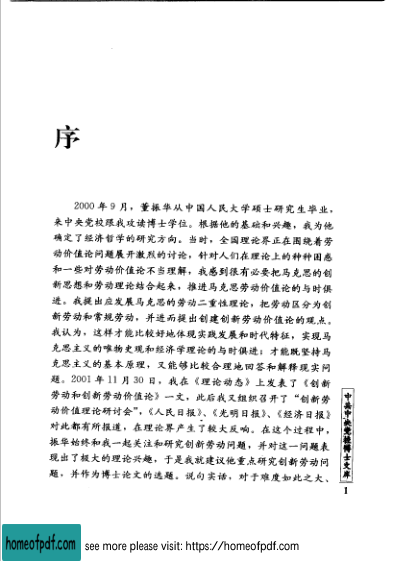 序
2000年9月，董振华从中国人民大学硕士研究生毕业，
来中央党校跟我攻读博士学位。根据他的基础和兴趣，我为他
确定了经济哲学的研究方向。当时，全国理论界正在围绕着劳
动价值论问题展开激烈的讨论，针对人们在理论上的种种困惑
和一些对劳动价值论不当理解，我感到很有必要把马克思的创
新思想和劳动理论结合起来，推进马克思劳动价值论的与时俱
进。我提出应发展马克思的劳动二重性理论，把劳动区分为创
新劳动和常规劳动，并进而提出创建创新劳动价值论的观点。
我认为，这样才能比较好地体现实践发展和时代特征，实现马
克思主义的唯物史观和经济学理论的与时俱进；才能既坚持马
克思主义的基本原理，又能够比较合理地回答和解释现实问
题。2001年11月30日，我在《理论动态》上发表了《创新
劳动和创新劳动价值论》一文，此后我又组织召开了“创新劳
动价值理论研讨会”，《人民日报》、《光明日报》、《经济日报》
对此都有所报道，在理论界产生了较大反响。在这个过程中，
振华始终和我一起关注和研究创新劳动问题，并对这一问题表
现出了极大的理论兴趣，于是我就建议他重点研究创新劳动问
题，并作为博士论文的选题。说句实话，对于难度如此之大、
中共中央党校博士文库
1
homeofpdf.com
see more please visit: https://homeofpdf.com